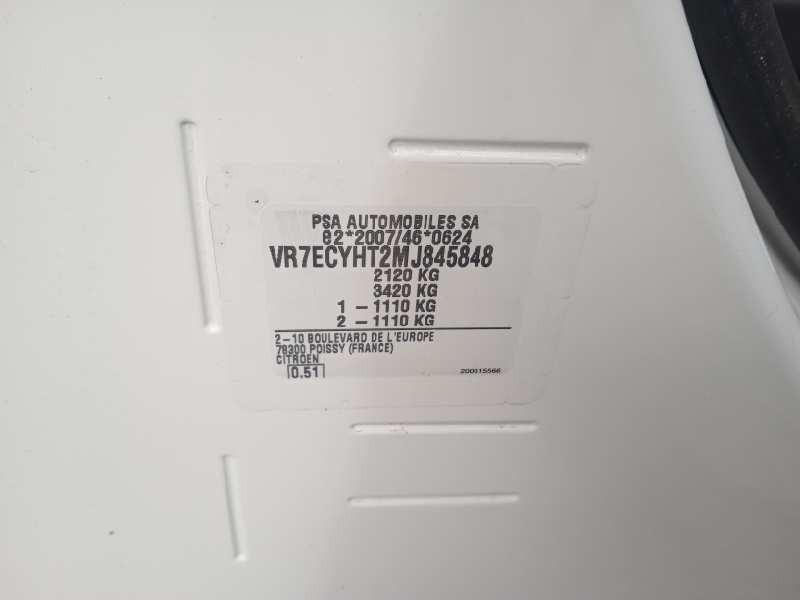 PSA AUTOMOBILES SA
e2*2007/46*0624
VR7ECYHT2MJ845848
2120 KG
3420 KG
1 – 1110 KG
2 – 1110 KG
2–10 BOULEVARD DE L'EUROPE
78300 POISSY (FRANCE)
CITROEN
0.51